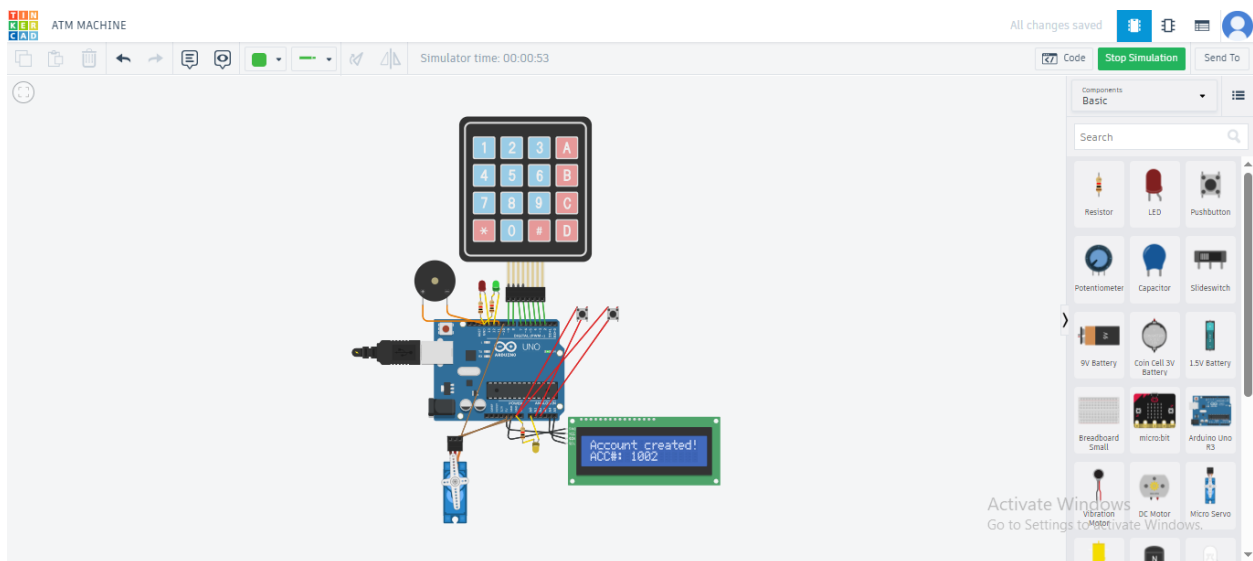 TIN
KER
CAD
ATM MACHINE
All changes saved
Simulator time: 00:00:53
Code
Stop Simulation
Send To
Components
Basic
Search
Resistor
LED
Pushbutton
Potentiometer
Capacitor
Slideswitch
9V Battery
Coin Cell 3V
Battery
1.5V Battery
Breadboard
Small
micro:bit
Arduino Uno
R3
Vibration
Motor
DC Motor
Micro Servo
1 2 3 A
4 5 6 B
7 8 9 C
* 0 # D
UNO
ARDUINO
Account created!
ACC#: 1002
Activate Windows
Go to Settings to activate Windows.